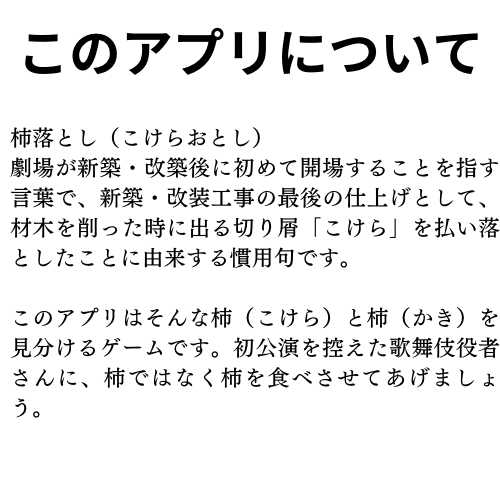 このアプリについて
杮落とし（こけらおとし）
劇場が新築・改築後に初めて開場することを指す
言葉で、新築・改装工事の最後の仕上げとして、
材木を削った時に出る切り屑「こけら」を払い落
としたことに由来する慣用句です。
このアプリはそんな杮（こけら）と柿（かき）を
見分けるゲームです。初公演を控えた歌舞伎役者
さんに、杮ではなく柿を食べさせてあげましょ
う。